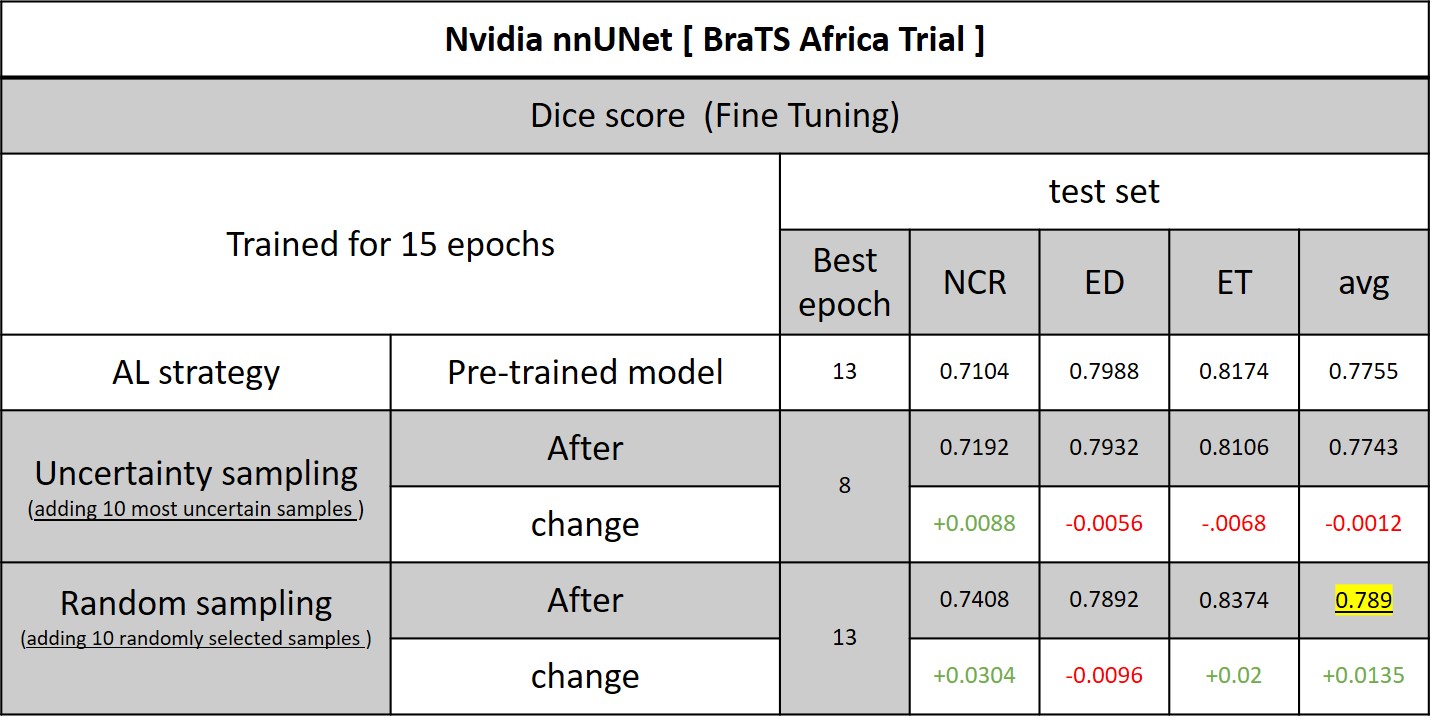 Nvidia nnUNet [ BraTS Africa Trial ]
Dice score (Fine Tuning)
Trained for 15 epochs
test set
Best epoch
NCR
ED
ET
avg
AL strategy
Pre-trained model
13
0.7104
0.7988
0.8174
0.7755
Uncertainty sampling
(adding 10 most uncertain samples )
After
8
0.7192
0.7932
0.8106
0.7743
change
+0.0088
-0.0056
-.0068
-0.0012
Random sampling
(adding 10 randomly selected samples )
After
13
0.7408
0.7892
0.8374
0.789
change
+0.0304
-0.0096
+0.02
+0.0135